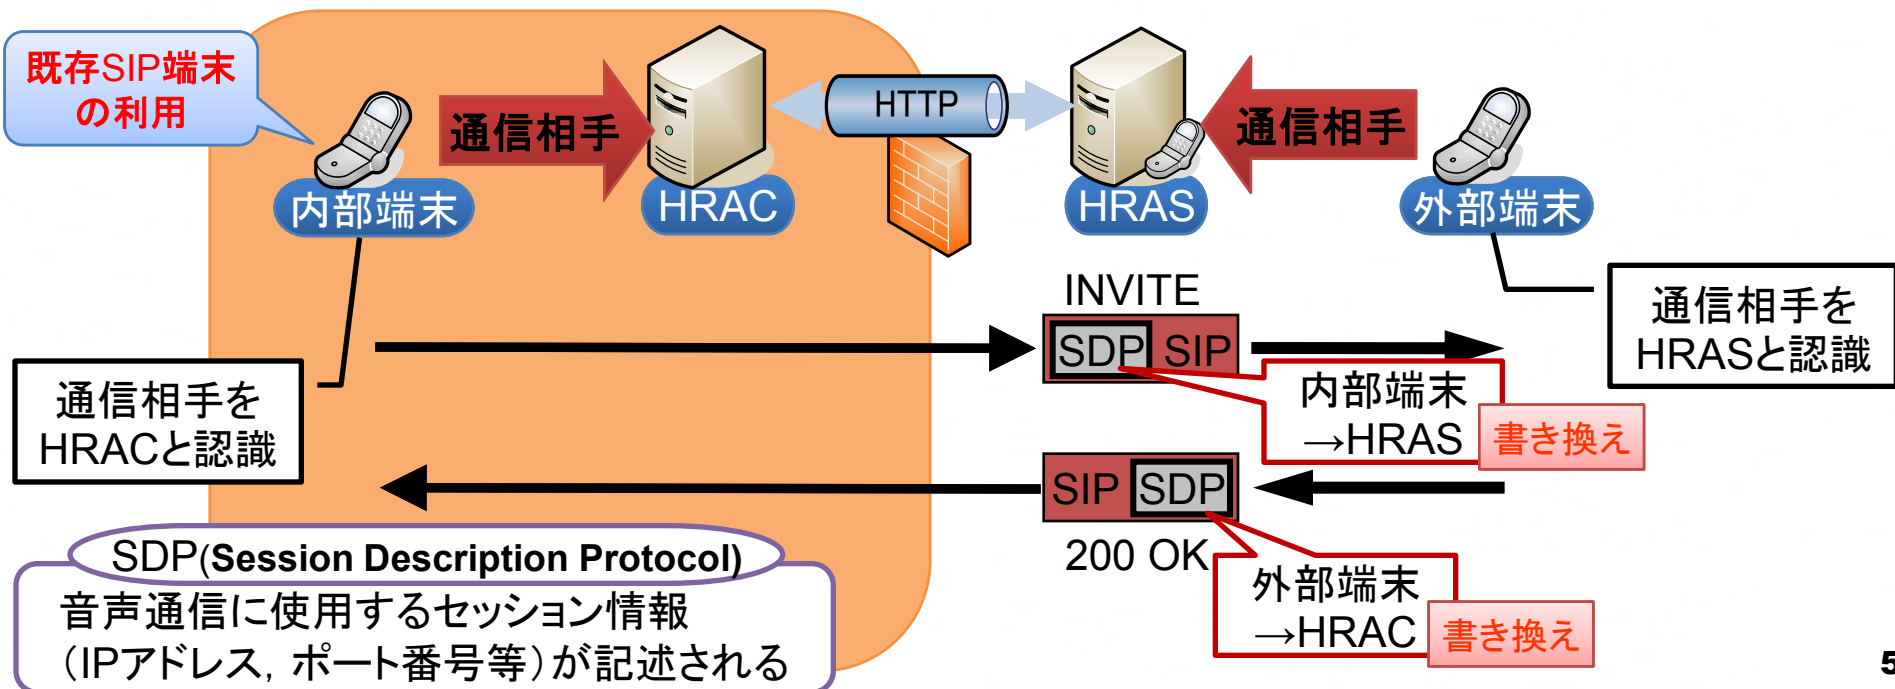 既存SIP端末
の利用
通信相手
HTTP
通信相手
内部端末
HRAC
HRAS
外部端末
INVITE
SDP SIP
通信相手を
HRASと認識
内部端末
→HRAS
書き換え
通信相手を
HRACと認識
SIP SDP
200 OK
外部端末
→HRAC
書き換え
SDP(Session Description Protocol)
音声通信に使用するセッション情報
（IPアドレス，ポート番号等）が記述される
5